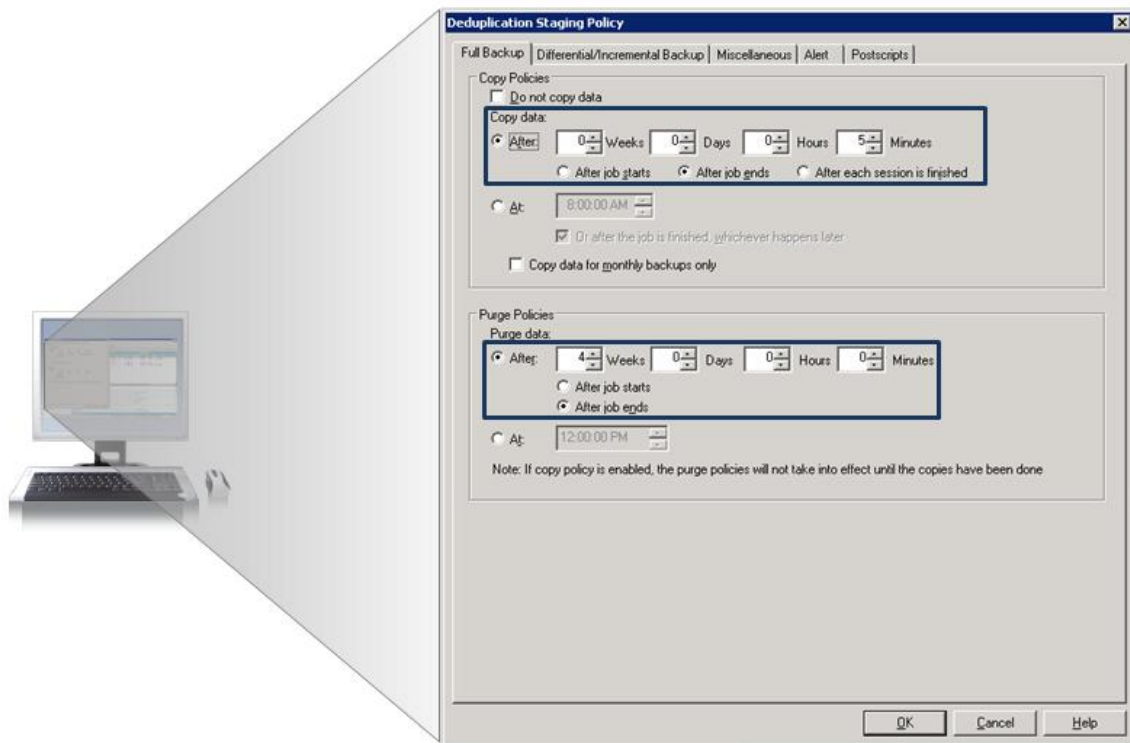 Deduplication Staging Policy
Full Backup Differential/Incremental Backup Miscellaneous Alert Postscripts
Copy Policies
Do not copy data
Copy data:
After: 0 Weeks 0 Days 0 Hours 5 Minutes
After job starts After job ends After each session is finished
At: 8:00:00 AM
Or after the job is finished, whichever happens later
Copy data for monthly backups only
Purge Policies
Purge data:
After: 4 Weeks 0 Days 0 Hours 0 Minutes
After job starts
After job ends
At: 12:00:00 PM
Note: If copy policy is enabled, the purge policies will not take into effect until the copies have been done
OK Cancel Help